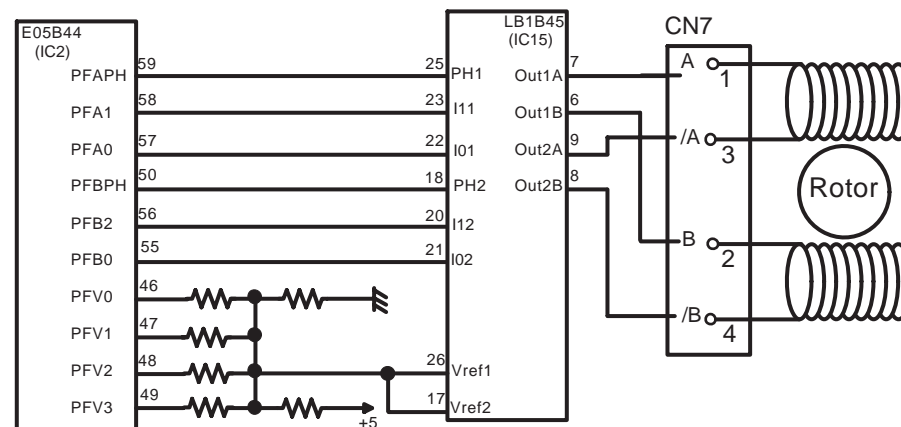 E05B44
(IC2)
LB1B45
(IC15)
CN7
PFAPH 59 25 PH1 Out1A 7 A 1
PFA1 58 23 I11 Out1B 6
PFA0 57 22 I01 Out2A 9 /A 3
PFBPH 50 18 PH2 Out2B 8
Rotor
PFB2 56 20 I12
PFB0 55 21 I02 B 2
PFV0 46
PFV1 47 /B 4
PFV2 48 26 Vref1
PFV3 49 +5 17 Vref2